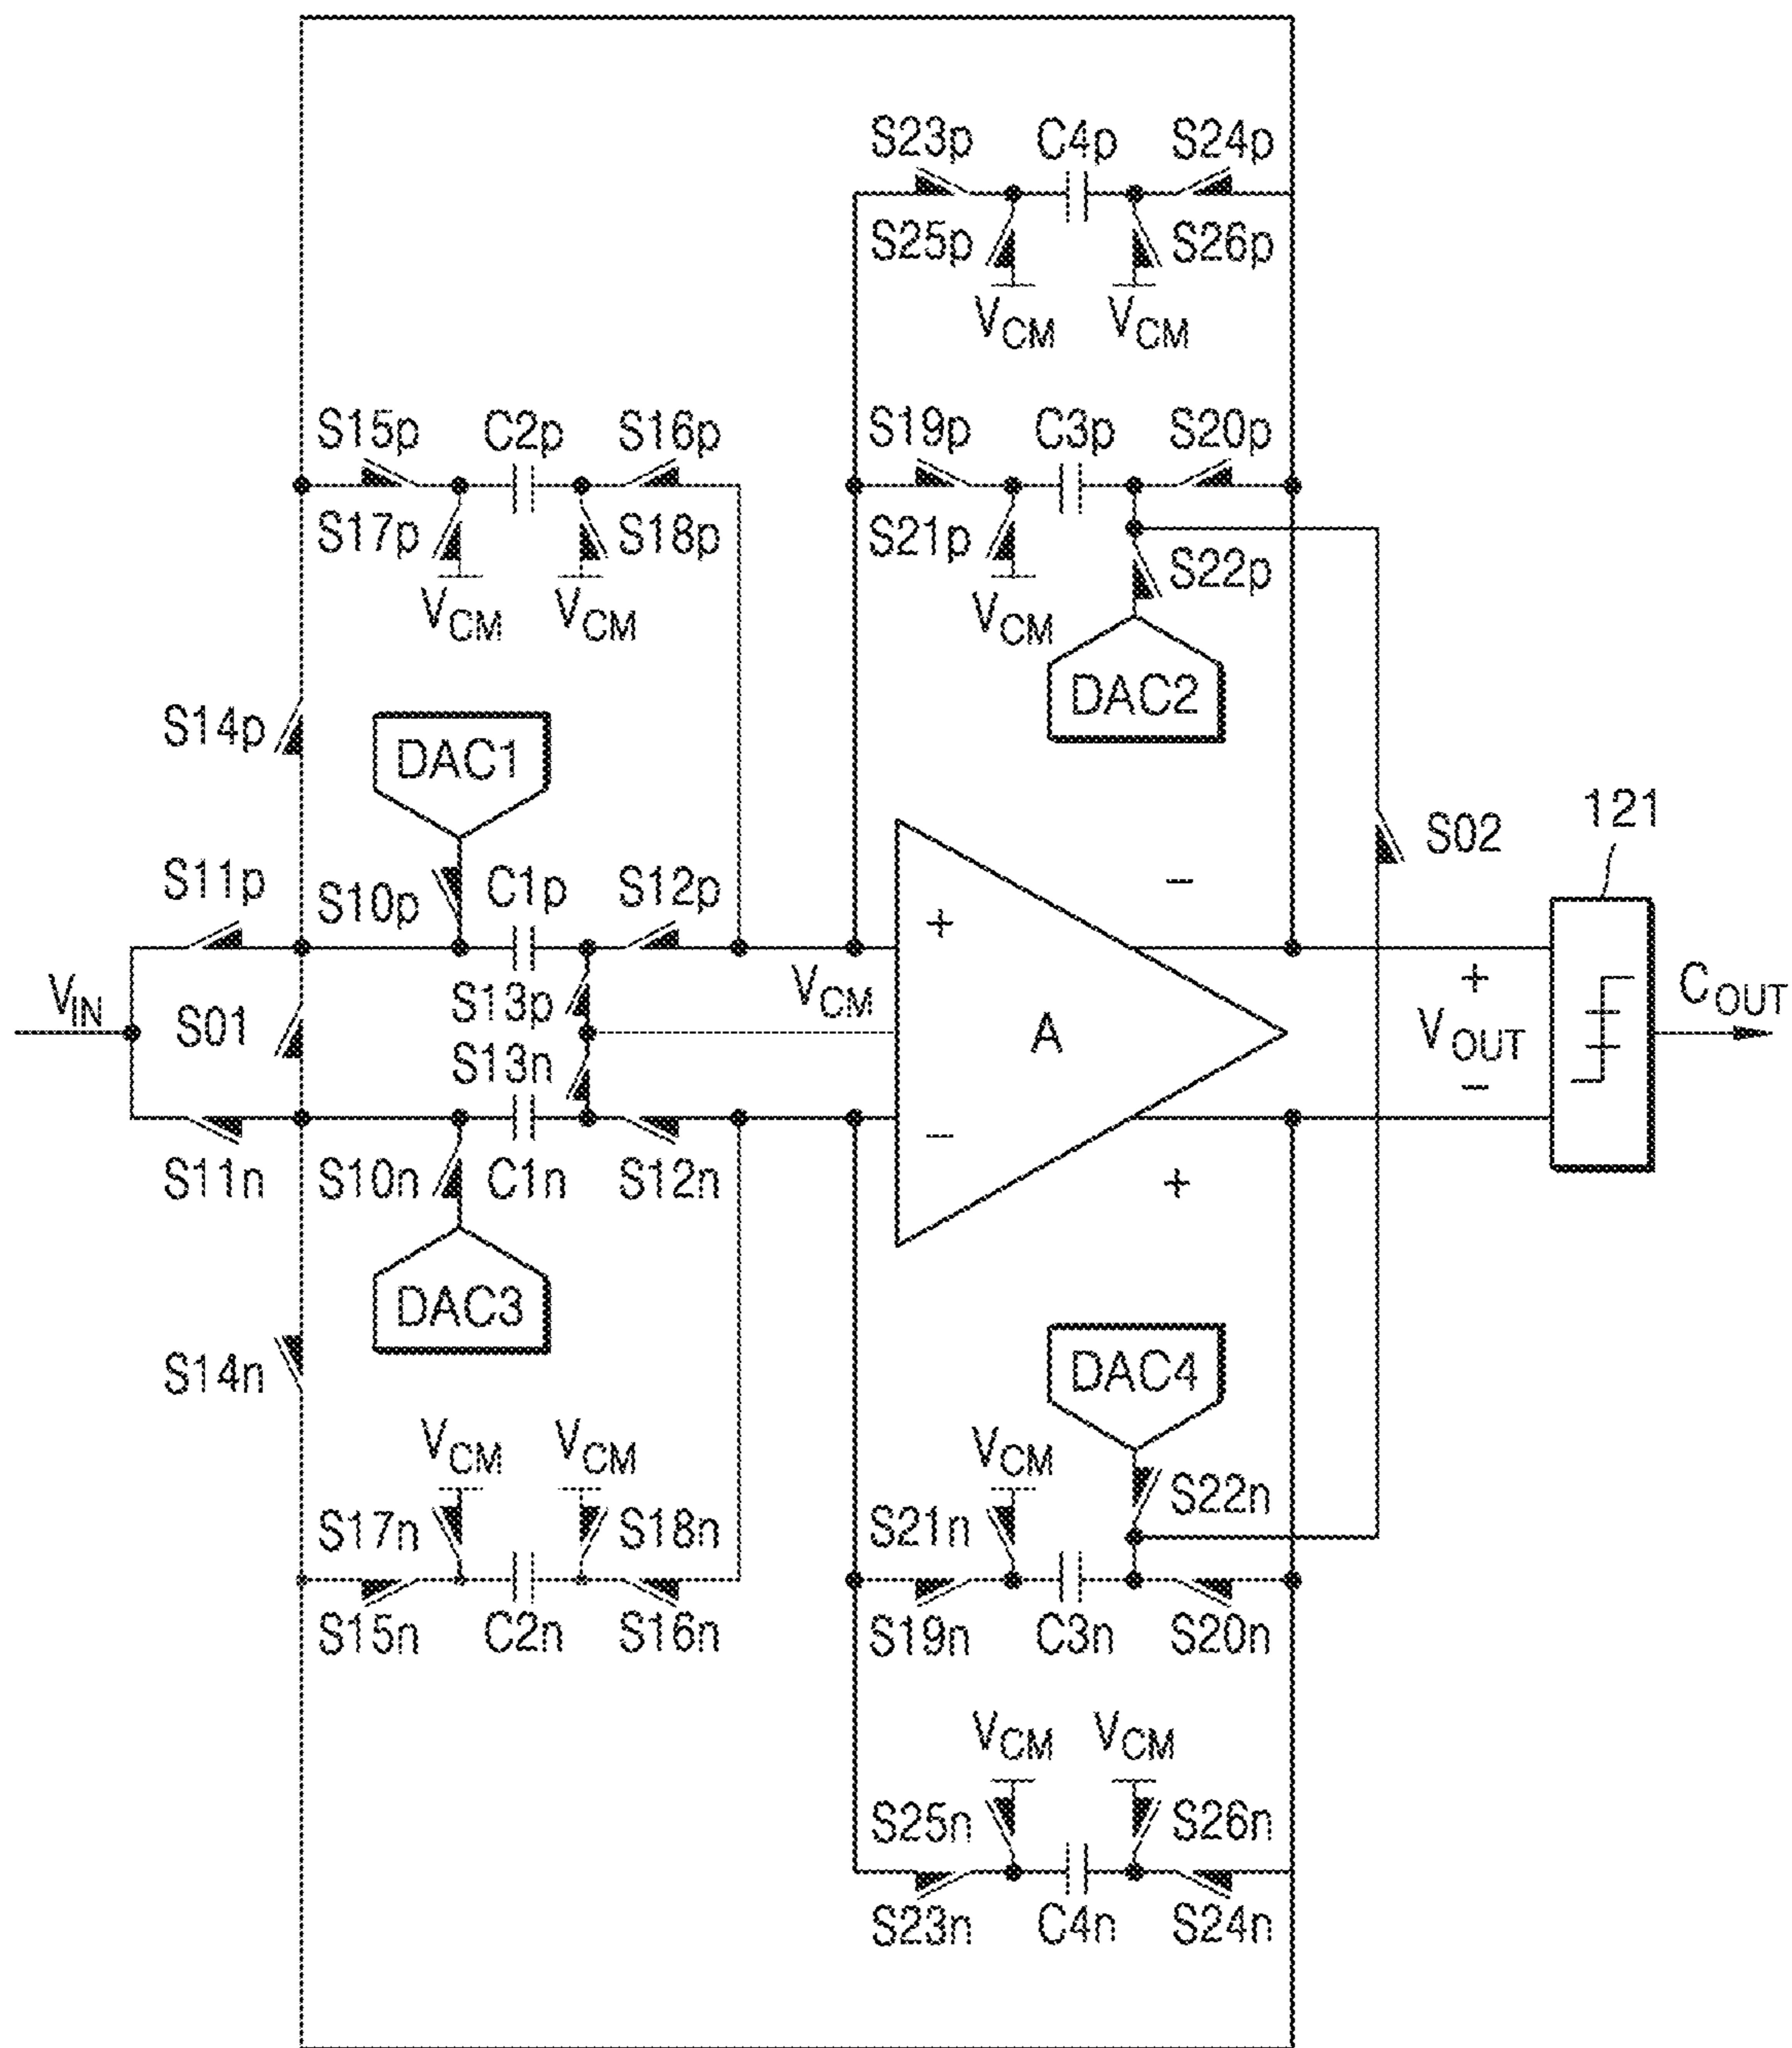 S23p C4p S24p
S25p S26p
VCM VCM
S15p C2p S16p S19p C3p S20p
S17p S18p S21p S22p
VCM VCM VCM
DAC2
S14p DAC1
121
S02
S11p S10p C1p S12p
+ −
VIN S01 S13p VCM A + VOUT − COUT
S13n
S11n S10n C1n S12n − +
DAC3
S14n DAC4
VCM VCM VCM
S17n S18n S21n S22n
S15n C2n S16n S19n C3n S20n
VCM VCM
S25n S26n
S23n C4n S24n